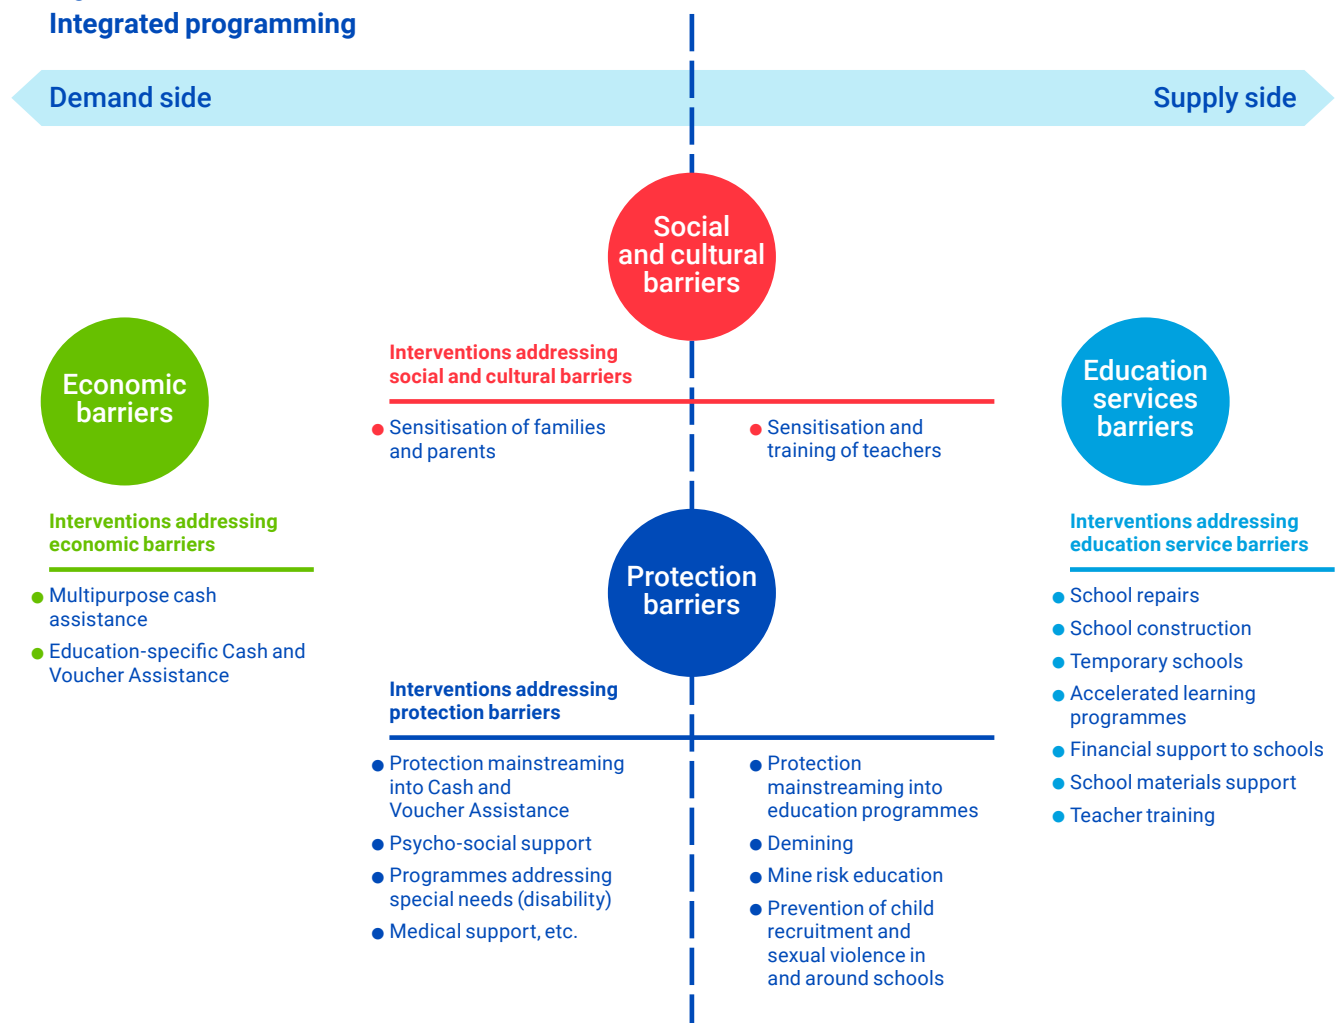 Integrated programming
Demand side
Supply side
Social
and cultural
barriers
Economic
barriers
Interventions addressing
economic barriers
Multipurpose cash
assistance
Education-specific Cash and
Voucher Assistance
Interventions addressing
social and cultural barriers
Sensitisation of families
and parents
Sensitisation and
training of teachers
Protection
barriers
Interventions addressing
protection barriers
Protection mainstreaming
into Cash and
Voucher Assistance
Psycho-social support
Programmes addressing
special needs (disability)
Medical support, etc.
Protection
mainstreaming into
education programmes
Demining
Mine risk education
Prevention of child
recruitment and
sexual violence in
and around schools
Education
services
barriers
Interventions addressing
education service barriers
School repairs
School construction
Temporary schools
Accelerated learning
programmes
Financial support to schools
School materials support
Teacher training